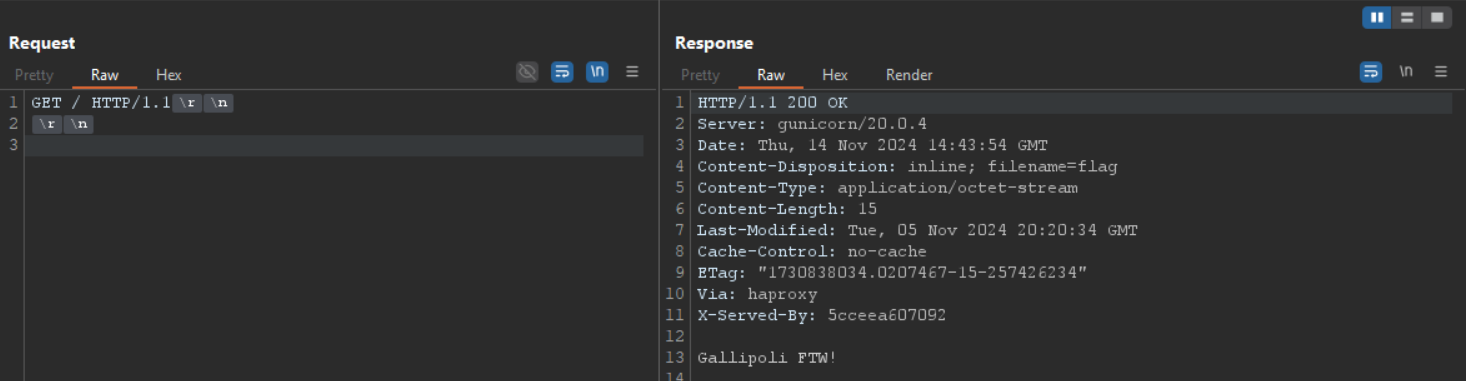 Request
Pretty Raw Hex \n
1 GET / HTTP/1.1 \r \n
2 \r \n
3
Response
Pretty Raw Hex Render \n
1 HTTP/1.1 200 OK
2 Server: gunicorn/20.0.4
3 Date: Thu, 14 Nov 2024 14:43:54 GMT
4 Content-Disposition: inline; filename=flag
5 Content-Type: application/octet-stream
6 Content-Length: 15
7 Last-Modified: Tue, 05 Nov 2024 20:20:34 GMT
8 Cache-Control: no-cache
9 ETag: "1730838034.0207467-15-257426234"
10 Via: haproxy
11 X-Served-By: 5cceea607092
12
13 Gallipoli FTW!
14